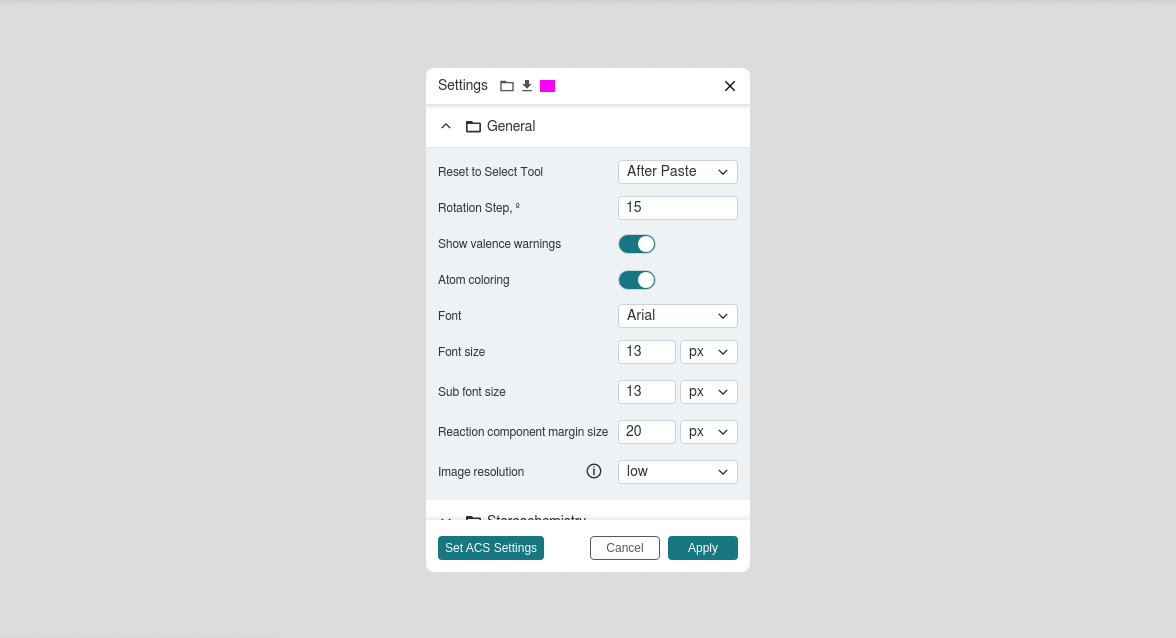 Settings
General
Reset to Select Tool After Paste
Rotation Step, º 15
Show valence warnings
Atom coloring
Font Arial
Font size 13 px
Sub font size 13 px
Reaction component margin size 20 px
Image resolution low
Stereochemistry
Set ACS Settings Cancel Apply